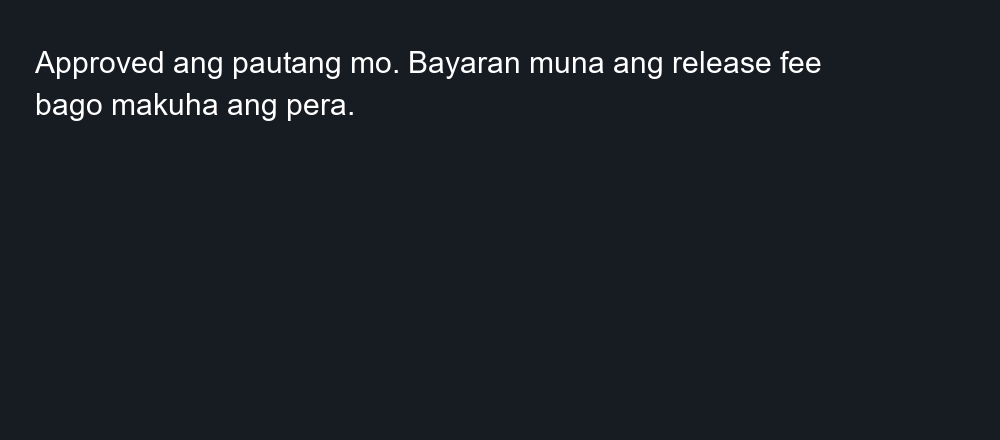 Approved ang pautang mo. Bayaran muna ang release fee
bago makuha ang pera.